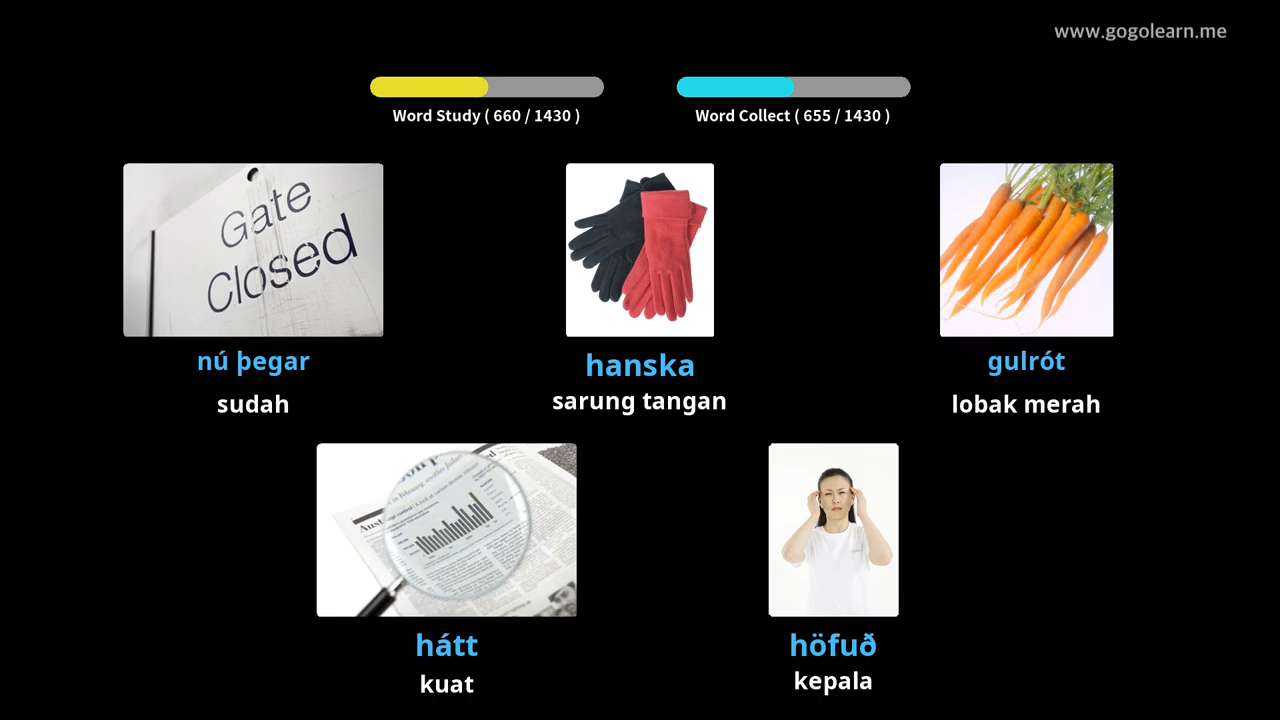 www.gogolearn.me
Word Study ( 660 / 1430 )
Word Collect ( 655 / 1430 )
Gate
Closed
nú þegar
hanska
gulrót
sudah
sarung tangan
lobak merah
hátt
höfuð
kuat
kepala